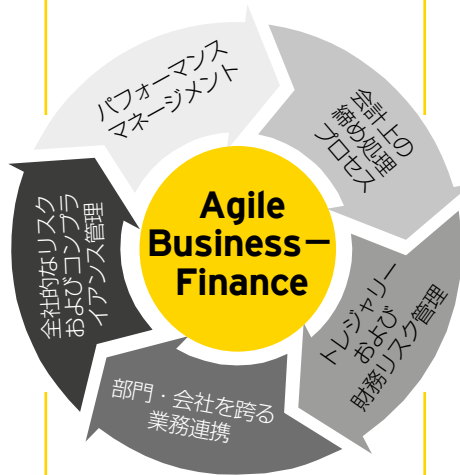 パフォーマンス
マネージメント
会計上の
締め処理
プロセス
トレジャリー
および
財務リスク管理
部門・会社を跨る
業務連携
全社的なリスク
およびコンプラ
イアンス管理
Agile
Business—
Finance